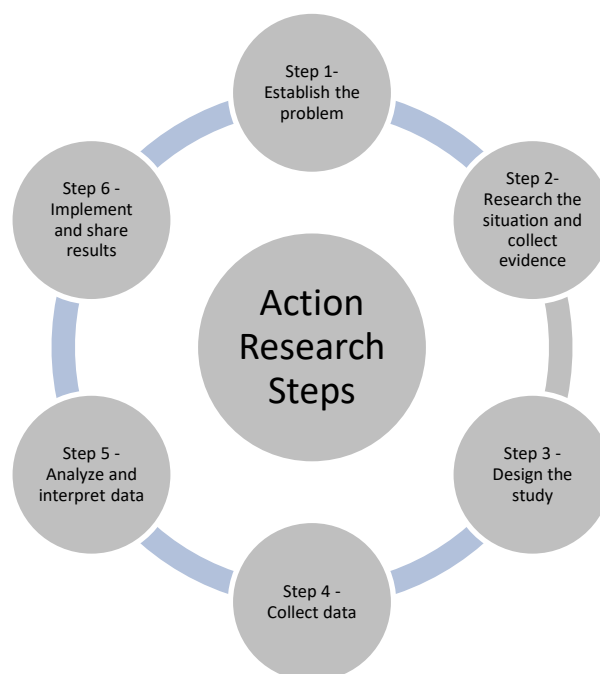 Step 1-
Establish the
problem
Step 2-
Research the
situation and
collect
evidence
Step 3 -
Design the
study
Step 4 -
Collect data
Step 5 -
Analyze and
interpret data
Step 6 -
Implement
and share
results
Action
Research
Steps